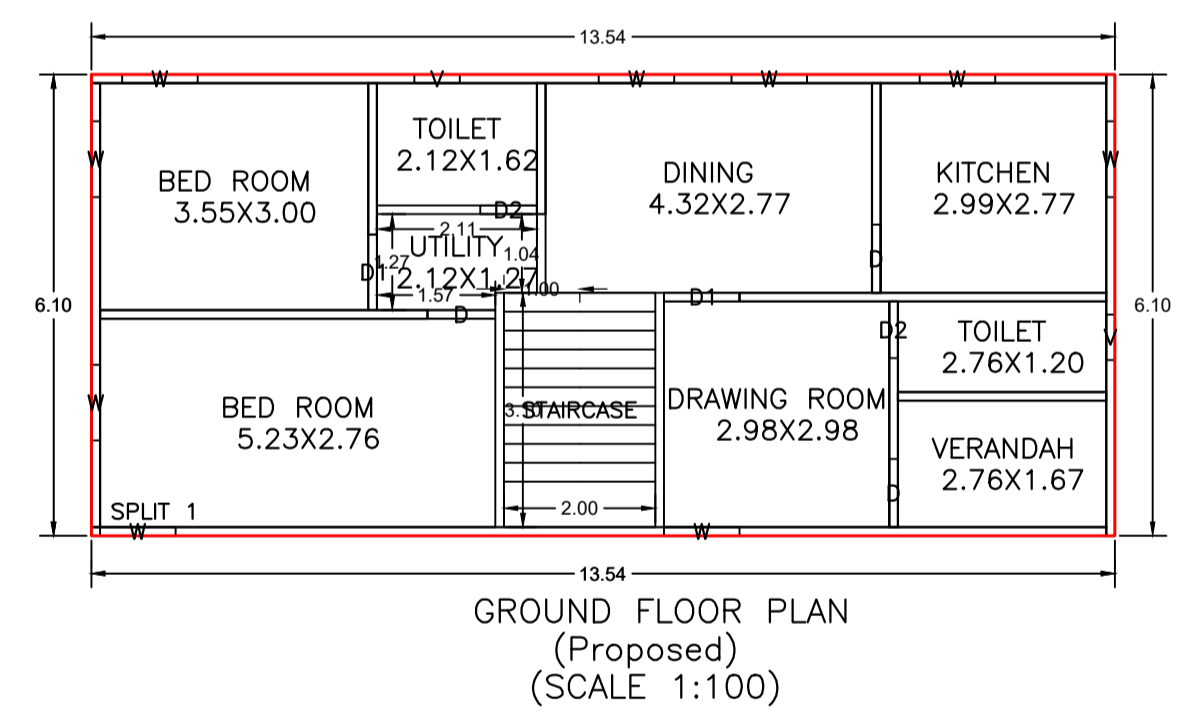 13.54
W
V
W
W
W
W
W
TOILET
2.12X1.62
BED ROOM
3.55X3.00
DINING
4.32X2.77
KITCHEN
2.99X2.77
D2
2.11
UTILITY
1.04
1.27
2.12X1.27
D1
D
1.57
1.00
D1
6.10
6.10
D
D2
TOILET
2.76X1.20
V
W
BED ROOM
5.23X2.76
STAIRCASE
DRAWING ROOM
2.98X2.98
VERANDAH
2.76X1.67
D
SPLIT 1
2.00
W
W
13.54
GROUND FLOOR PLAN
(Proposed)
(SCALE 1:100)